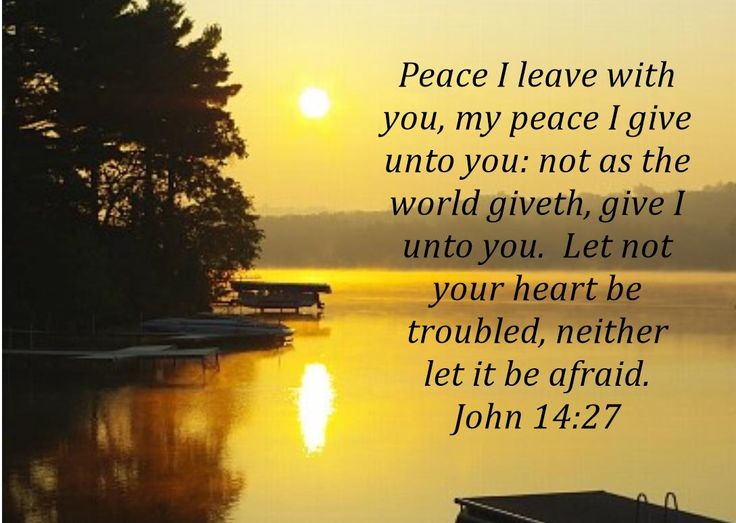 Peace I leave with
you, my peace I give
unto you: not as the
world giveth, give I
unto you.  Let not
your heart be
troubled, neither
let it be afraid.
John 14:27